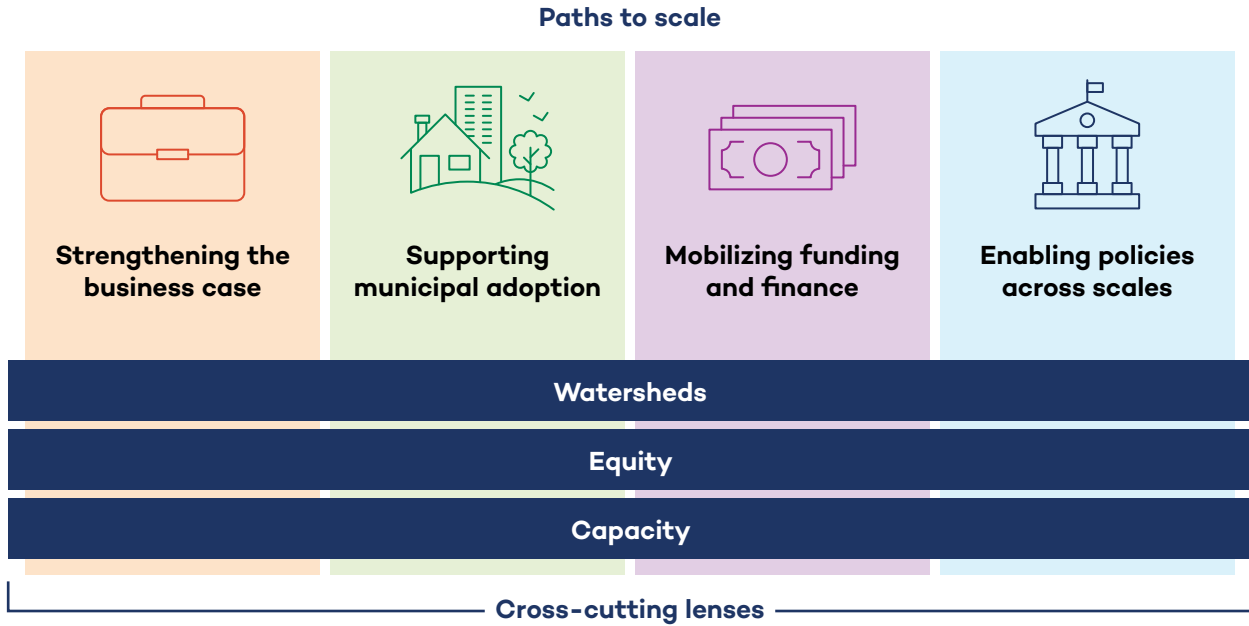 Paths to scale
Strengthening the
business case
Supporting
municipal adoption
Mobilizing funding
and finance
Enabling policies
across scales
Watersheds
Equity
Capacity
Cross-cutting lenses